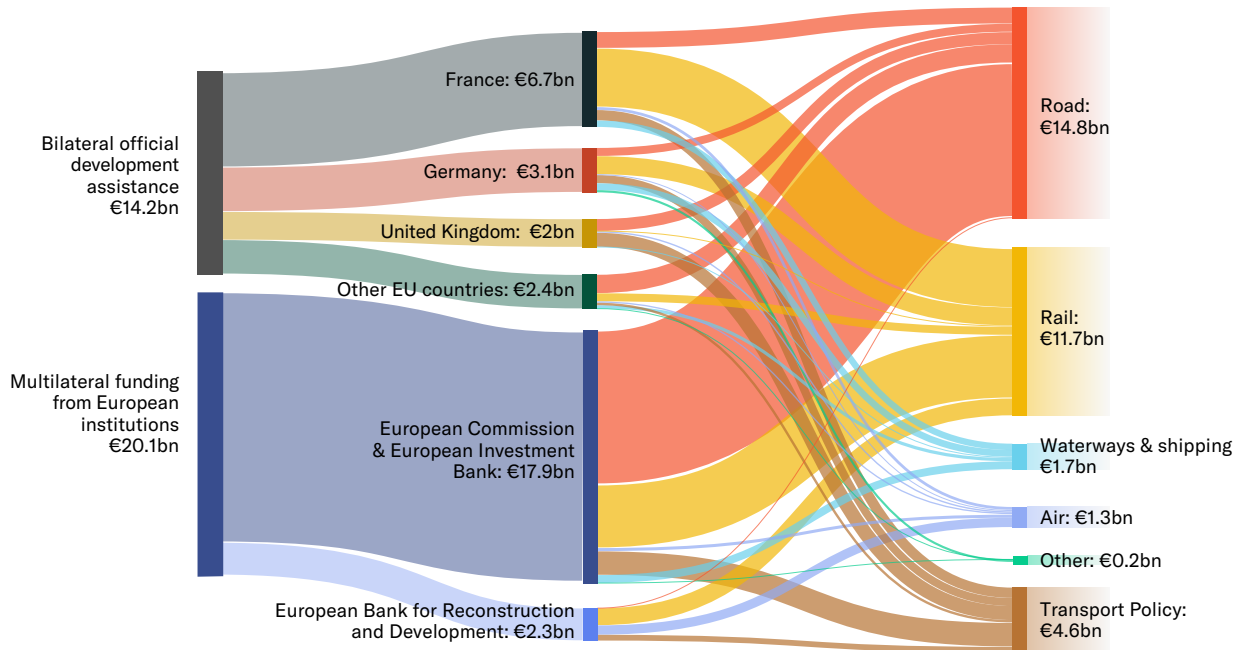 Bilateral official
development
assistance
€14.2bn
Multilateral funding
from European
institutions
€20.1bn
France: €6.7bn
Germany: €3.1bn
United Kingdom: €2bn
Other EU countries: €2.4bn
European Commission
& European Investment
Bank: €17.9bn
European Bank for Reconstruction
and Development: €2.3bn
Road:
€14.8bn
Rail:
€11.7bn
Waterways & shipping
€1.7bn
Air: €1.3bn
Other: €0.2bn
Transport Policy:
€4.6bn